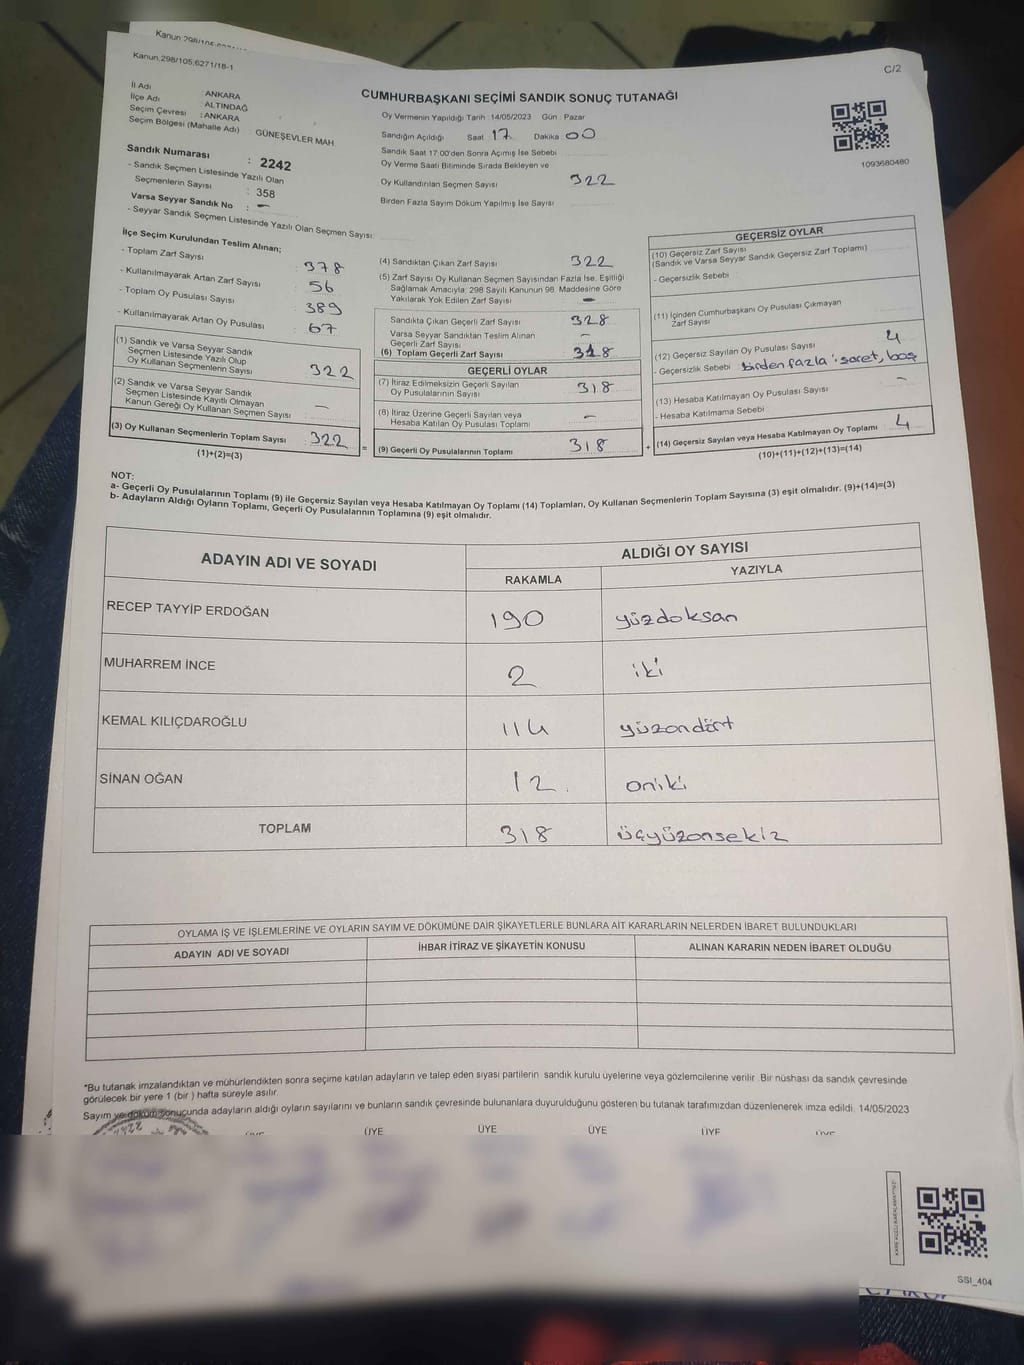 Kanun 298/105,6271/18-1
C/2
İl Adı : ANKARA
İlçe Adı : ALTINDAĞ
Seçim Çevresi : ANKARA
Seçim Bölgesi (Mahalle Adı) : GÜNEŞEVLER MAH.
Sandık Numarası : 2242
- Sandık Seçmen Listesinde Yazılı Olan
Seçmenlerin Sayısı : 358
Varsa Seyyar Sandık No : -
- Seyyar Sandık Seçmen Listesinde Yazılı Olan Seçmen Sayısı:
CUMHURBAŞKANI SEÇİMİ SANDIK SONUÇ TUTANAĞI
Oy Vermenin Yapıldığı Tarih :14/05/2023 Gün : Pazar
Sandığın Açıldığı Saat 17 Dakika 00
Sandık Saat 17:00'den Sonra Açımış İse Sebebi
Oy Verme Saati Bitiminde Sırada Bekleyen ve
Oy Kullandırılan Seçmen Sayısı 322
Birden Fazla Sayım Döküm Yapılmış İse Sayısı
1093680480
İlçe Seçim Kurulundan Teslim Alınan;
- Toplam Zarf Sayısı : 378
- Kullanılmayarak Artan Zarf Sayısı : 56
- Toplam Oy Pusulası Sayısı : 389
- Kullanılmayarak Artan Oy Pusulası : 67
(1) Sandık ve Varsa Seyyar Sandık
Seçmen Listesinde Yazılı Olup
Oy Kullanan Seçmenlerin Sayısı 322
(2) Sandık ve Varsa Seyyar Sandık
Seçmen Listesinde Kayıtlı Olmayan
Kanun Gereği Oy Kullanan Seçmen Sayısı : -
(3) Oy Kullanan Seçmenlerin Toplam Sayısı : 322
(1)+(2)=(3)
(4) Sandıktan Çıkan Zarf Sayısı 322
(5) Zarf Sayısı Oy Kullanan Seçmen Sayısından Fazla İse, Eşitliği
Sağlamak Amacıyla; 298 Sayılı Kanunun 98. Maddesine Göre
Yakılarak Yok Edilen Zarf Sayısı -
Sandıkta Çıkan Geçerli Zarf Sayısı 328
Varsa Seyyar Sandıktan Teslim Alınan
Geçerli Zarf Sayısı -
(6) Toplam Geçerli Zarf Sayısı 318
GEÇERLİ OYLAR
(7) İtiraz Edilmeksizin Geçerli Sayılan
Oy Pusulasının Sayısı 318
(8) İtiraz Üzerine Geçerli Sayılan veya
Hesaba Katılan Oy Pusulası Toplamı -
= (9) Geçerli Oy Pusulalarının Toplamı 318
GEÇERSİZ OYLAR
(10) Geçersiz Zarf Sayısı
(Sandık ve Varsa Seyyar Sandık Geçersiz Zarf Toplamı)
- Geçersizlik Sebebi
(11) İçinden Cumhurbaşkanı Oy Pusulası Çıkmayan
Zarf Sayısı
(12) Geçersiz Sayılan Oy Pusulası Sayısı 4
- Geçersizlik Sebebi birden fazla işaret, boş
(13) Hesaba Katılmayan Oy Pusulası Sayısı -
- Hesaba Katılmama Sebebi
+ (14) Geçersiz Sayılan veya Hesaba Katılmayan Oy Toplamı 4
(10)+(11)+(12)+(13)=(14)
NOT:
a- Geçerli Oy Pusulalarının Toplamı (9) ile Geçersiz Sayılan veya Hesaba Katılmayan Oy Toplamı (14) Toplamları, Oy Kullanan Seçmenlerin Toplam Sayısına (3) eşit olmalıdır. (9)+(14)=(3)
b- Adayların Aldığı Oyların Toplamı, Geçerli Oy Pusulalarının Toplamına (9) eşit olmalıdır.
ADAYIN ADI VE SOYADI ALDIĞI OY SAYISI
RAKAMLA YAZIYLA
RECEP TAYYİP ERDOĞAN 190 yüzdoksan
MUHARREM İNCE 2 iki
KEMAL KILIÇDAROĞLU 114 yüzondört
SİNAN OĞAN 12 oniki
TOPLAM 318 üçyüzonsekiz
OYLAMA İŞ VE İŞLEMLERİNE VE OYLARIN SAYIM VE DÖKÜMÜNE DAİR ŞİKAYETLERLE BUNLARA AİT KARARLARIN NELERDEN İBARET BULUNDUKLARI
ADAYIN ADI VE SOYADI İHBAR İTİRAZ VE ŞİKAYETİN KONUSU ALINAN KARARIN NEDEN İBARET OLDUĞU
*Bu tutanak imzalandıktan ve mühürlendikten sonra seçime katılan adayların ve talep eden siyasi partilerin sandık kurulu üyelerine veya gözlemcilerine verilir. Bir nüshası da sandık çevresinde
görülecek bir yere 1 (bir) hafta süreyle asılır.
Sayım ve döküm sonucunda adayların aldığı oyların sayılarını ve bunların sandık çevresinde bulunanlara duyurulduğunu gösteren bu tutanak tarafımızdan düzenlenerek imza edildi. 14/05/2023
ÜYE ÜYE ÜYE ÜYE
SSI_404